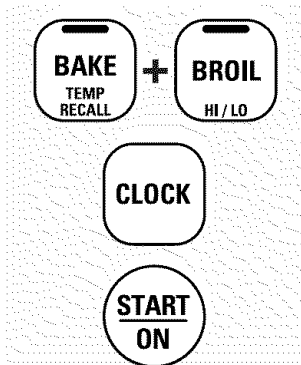 BAKE
TEMP
RECALL
+
BROIL
HI / LO
CLOCK
START
ON